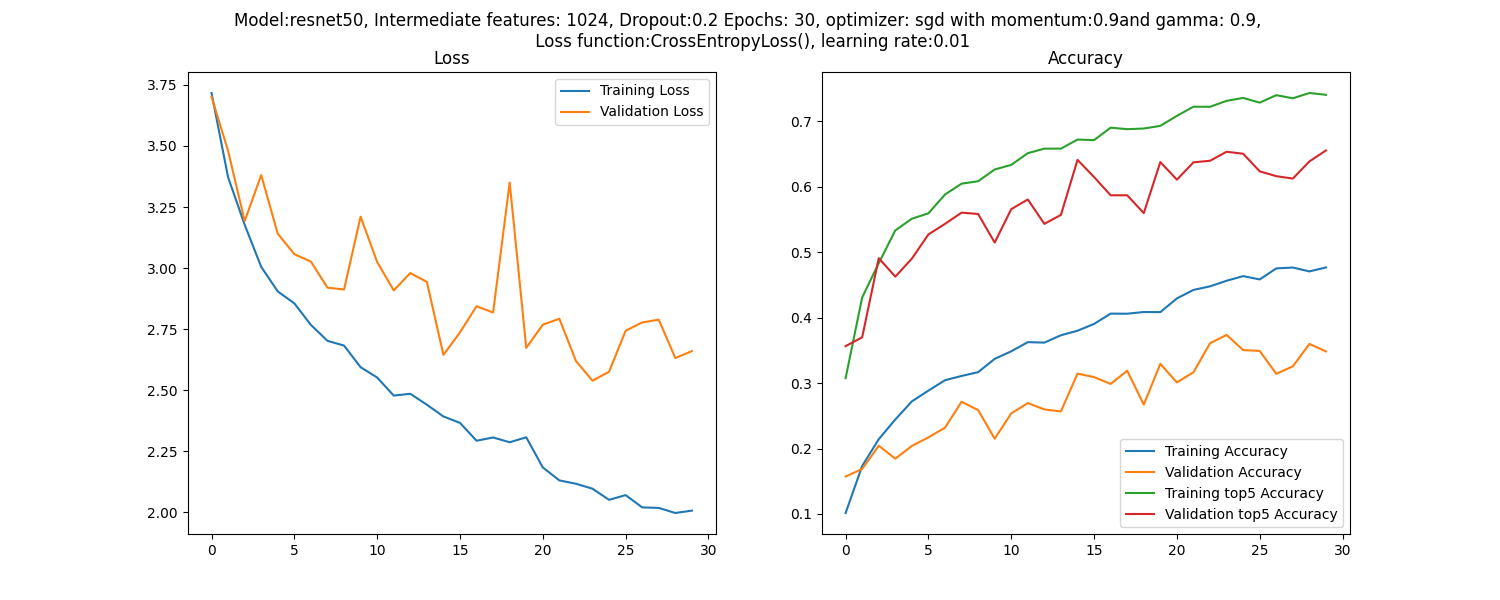 Model:resnet50, Intermediate features: 1024, Dropout:0.2 Epochs: 30, optimizer: sgd with momentum:0.9and gamma: 0.9,
Loss function:CrossEntropyLoss(), learning rate:0.01
Loss
3.75
3.50
3.25
3.00
2.75
2.50
2.25
2.00
0 5 10 15 20 25 30
Training Loss
Validation Loss
Accuracy
0.7
0.6
0.5
0.4
0.3
0.2
0.1
0 5 10 15 20 25 30
Training Accuracy
Validation Accuracy
Training top5 Accuracy
Validation top5 Accuracy